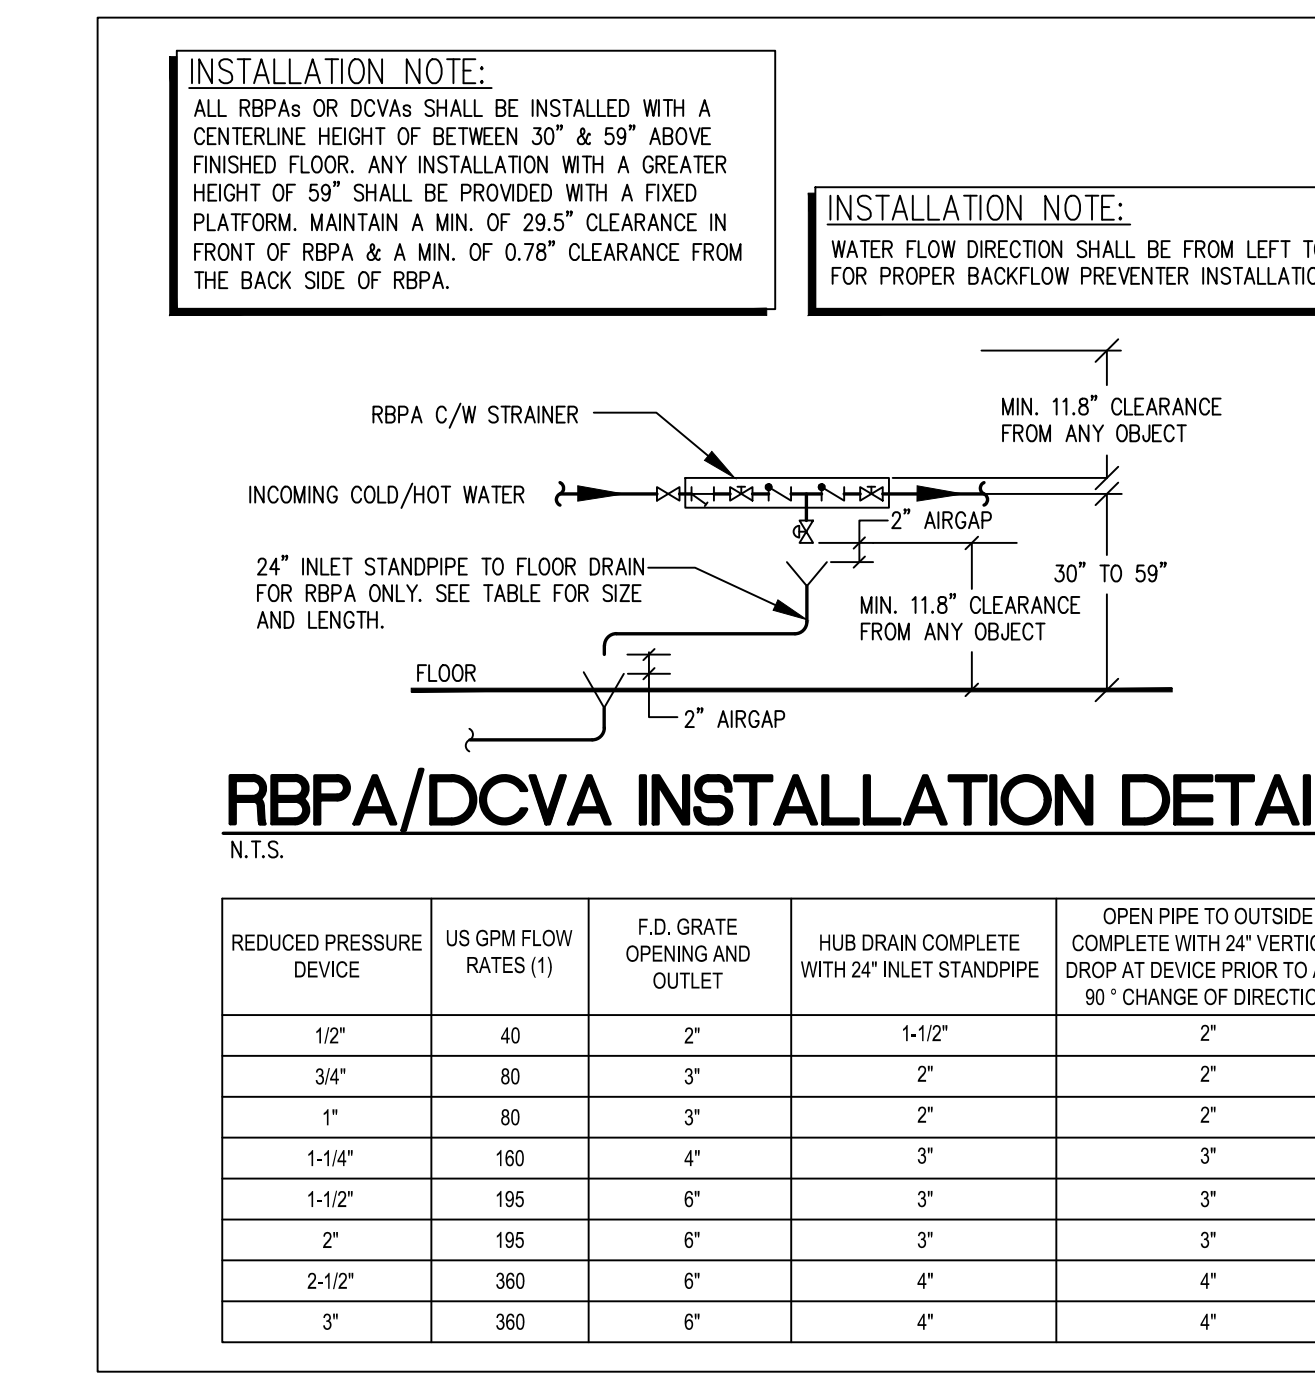 INSTALLATION NOTE:
ALL RBPAs OR DCVAs SHALL BE INSTALLED WITH A
CENTERLINE HEIGHT OF BETWEEN 30" & 59" ABOVE
FINISHED FLOOR. ANY INSTALLATION WITH A GREATER
HEIGHT OF 59" SHALL BE PROVIDED WITH A FIXED
PLATFORM. MAINTAIN A MIN. OF 29.5" CLEARANCE IN
FRONT OF RBPA & A MIN. OF 0.78" CLEARANCE FROM
THE BACK SIDE OF RBPA.
INSTALLATION NOTE:
WATER FLOW DIRECTION SHALL BE FROM LEFT
FOR PROPER BACKFLOW PREVENTER
RBPA C/W STRAINER
MIN. 11.8" CLEARANCE
FROM ANY OBJECT
INCOMING COLD/HOT WATER
2" AIRGAP
24" INLET STANDPIPE TO FLOOR DRAIN
FOR RBPA ONLY. SEE TABLE FOR SIZE
AND LENGTH.
30" TO 59"
MIN. 11.8" CLEARANCE
FROM ANY OBJECT
FLOOR
2" AIRGAP
RBPA/DCVA INSTALLATION
N.T.S.
REDUCED PRESSURE DEVICE
US GPM FLOW RATES (1)
F.D. GRATE OPENING AND OUTLET
HUB DRAIN COMPLETE WITH 24" INLET STANDPIPE
OPEN PIPE TO OUTSIDE
COMPLETE WITH 24"
DROP AT DEVICE PRIOR TO
90 ° CHANGE OF
1/2" 40 2" 1-1/2" 2"
3/4" 80 3" 2" 2"
1" 80 3" 2" 2"
1-1/4" 160 4" 3" 3"
1-1/2" 195 6" 3" 3"
2" 195 6" 3" 3"
2-1/2" 360 6" 4" 4"
3" 360 6" 4" 4"